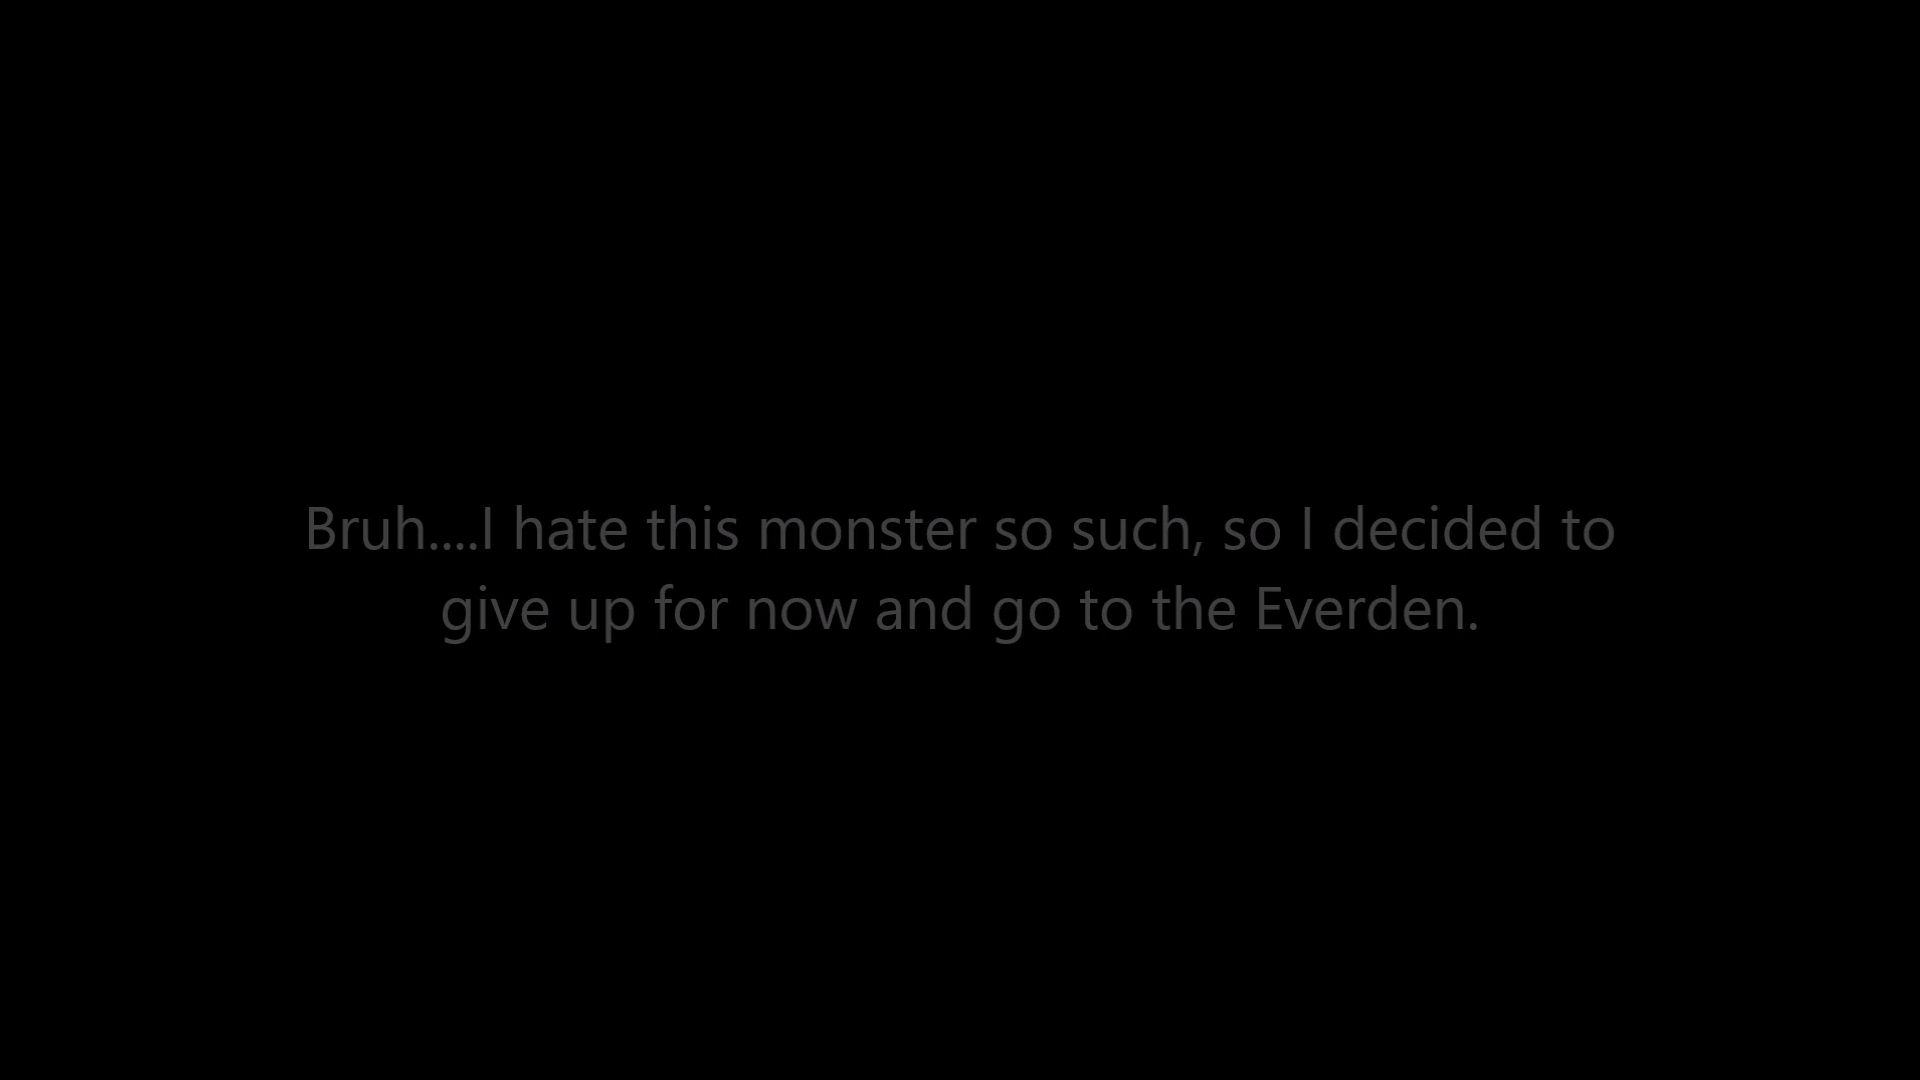 Bruh....I hate this monster so such, so I decided to
give up for now and go to the Everden.